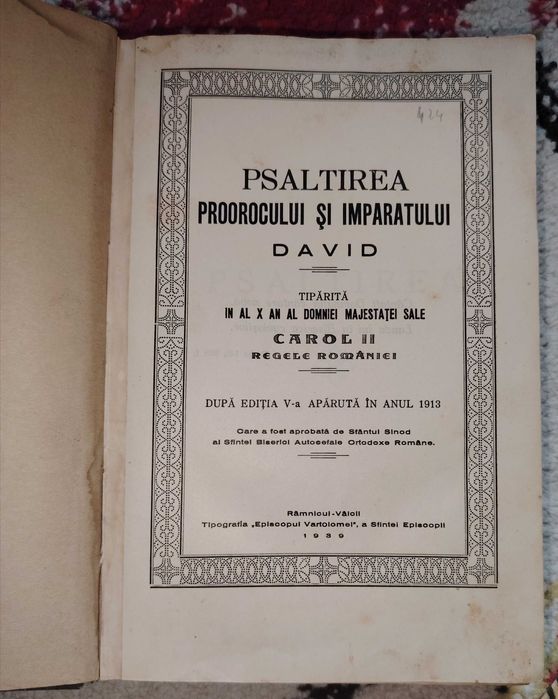 424
PSALTIREA
PROOROCULUI ŞI IMPARATULUI
DAVID
TIPĂRITĂ
IN AL X AN AL DOMNIEI MAJESTATEI SALE
CAROL II
REGELE ROMÂNIEI
DUPĂ EDIŢIA V-a APĂRUTĂ ÎN ANUL 1913
Care a fost aprobată de Sfântul Sinod
al Sfintei Biserici Autocefale Ortodoxe Române.
Râmnicul-Vâlcii
Tipografia „Episcopul Vartolomei”, a Sfintei Episcopii
1939